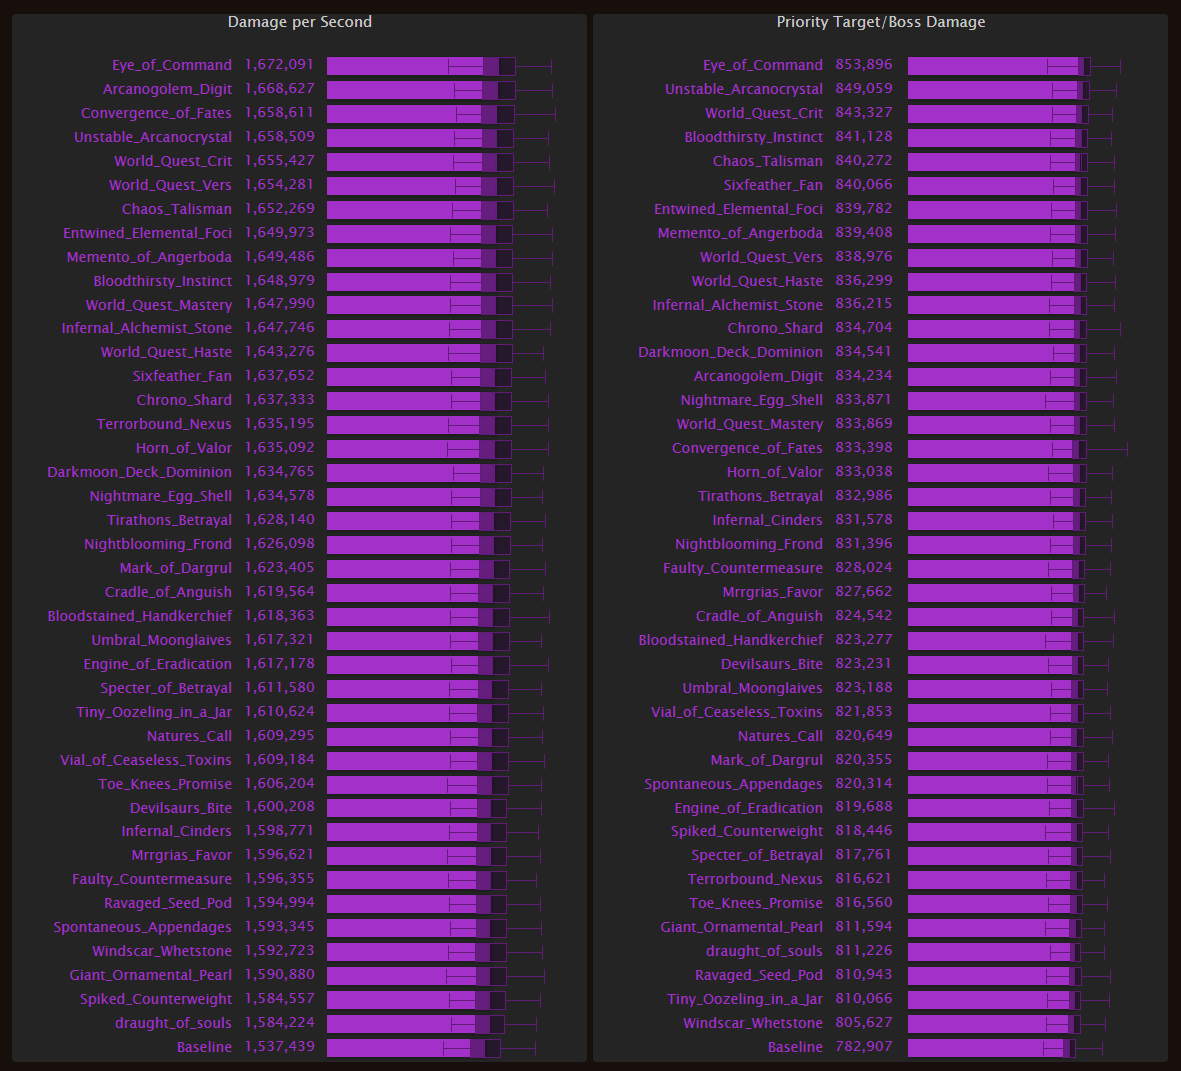 Damage per Second
Eye_of_Command 1,672,091
Arcanogolem_Digit 1,668,627
Convergence_of_Fates 1,658,611
Unstable_Arcanocrystal 1,658,509
World_Quest_Crit 1,655,427
World_Quest_Vers 1,654,281
Chaos_Talisman 1,652,269
Entwined_Elemental_Foci 1,649,973
Memento_of_Angerboda 1,649,486
Bloodthirsty_Instinct 1,648,979
World_Quest_Mastery 1,647,990
Infernal_Alchemist_Stone 1,647,746
World_Quest_Haste 1,643,276
Sixfeather_Fan 1,637,652
Chrono_Shard 1,637,333
Terrorbound_Nexus 1,635,195
Horn_of_Valor 1,635,092
Darkmoon_Deck_Dominion 1,634,765
Nightmare_Egg_Shell 1,634,578
Tirathons_Betrayal 1,628,140
Nightblooming_Frond 1,626,098
Mark_of_Dargrul 1,623,405
Cradle_of_Anguish 1,619,564
Bloodstained_Handkerchief 1,618,363
Umbral_Moonglaives 1,617,321
Engine_of_Eradication 1,617,178
Specter_of_Betrayal 1,611,580
Tiny_Oozeling_in_a_Jar 1,610,624
Natures_Call 1,609,295
Vial_of_Ceaseless_Toxins 1,609,184
Toe_Knees_Promise 1,606,204
Devilsaurs_Bite 1,600,208
Infernal_Cinders 1,598,771
Mrrgrias_Favor 1,596,621
Faulty_Countermeasure 1,596,355
Ravaged_Seed_Pod 1,594,994
Spontaneous_Appendages 1,593,345
Windscar_Whetstone 1,592,723
Giant_Ornamental_Pearl 1,590,880
Spiked_Counterweight 1,584,557
draught_of_souls 1,584,224
Baseline 1,537,439
Priority Target/Boss Damage
Eye_of_Command 853,896
Unstable_Arcanocrystal 849,059
World_Quest_Crit 843,327
Bloodthirsty_Instinct 841,128
Chaos_Talisman 840,272
Sixfeather_Fan 840,066
Entwined_Elemental_Foci 839,782
Memento_of_Angerboda 839,408
World_Quest_Vers 838,976
World_Quest_Haste 836,299
Infernal_Alchemist_Stone 836,215
Chrono_Shard 834,704
Darkmoon_Deck_Dominion 834,541
Arcanogolem_Digit 834,234
Nightmare_Egg_Shell 833,871
World_Quest_Mastery 833,869
Convergence_of_Fates 833,398
Horn_of_Valor 833,038
Tirathons_Betrayal 832,986
Infernal_Cinders 831,578
Nightblooming_Frond 831,396
Faulty_Countermeasure 828,024
Mrrgrias_Favor 827,662
Cradle_of_Anguish 824,542
Bloodstained_Handkerchief 823,277
Devilsaurs_Bite 823,231
Umbral_Moonglaives 823,188
Vial_of_Ceaseless_Toxins 821,853
Natures_Call 820,649
Mark_of_Dargrul 820,355
Spontaneous_Appendages 820,314
Engine_of_Eradication 819,688
Spiked_Counterweight 818,446
Specter_of_Betrayal 817,761
Terrorbound_Nexus 816,621
Toe_Knees_Promise 816,560
Giant_Ornamental_Pearl 811,594
draught_of_souls 811,226
Ravaged_Seed_Pod 810,943
Tiny_Oozeling_in_a_Jar 810,066
Windscar_Whetstone 805,627
Baseline 782,907